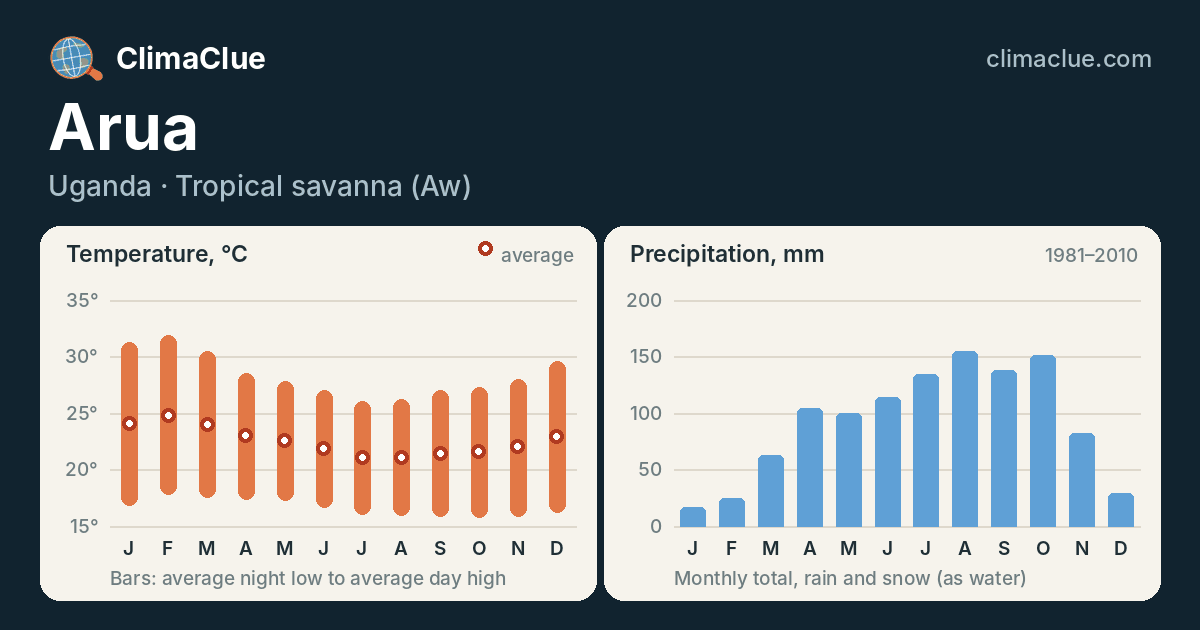 ClimaClue
climaclue.com
Arua
Uganda · Tropical savanna (Aw)
Temperature, °C
average
35°
30°
25°
20°
15°
J F M A M J J A S O N D
Bars: average night low to average day high
Precipitation, mm
1981–2010
200
150
100
50
0
J F M A M J J A S O N D
Monthly total, rain and snow (as water)